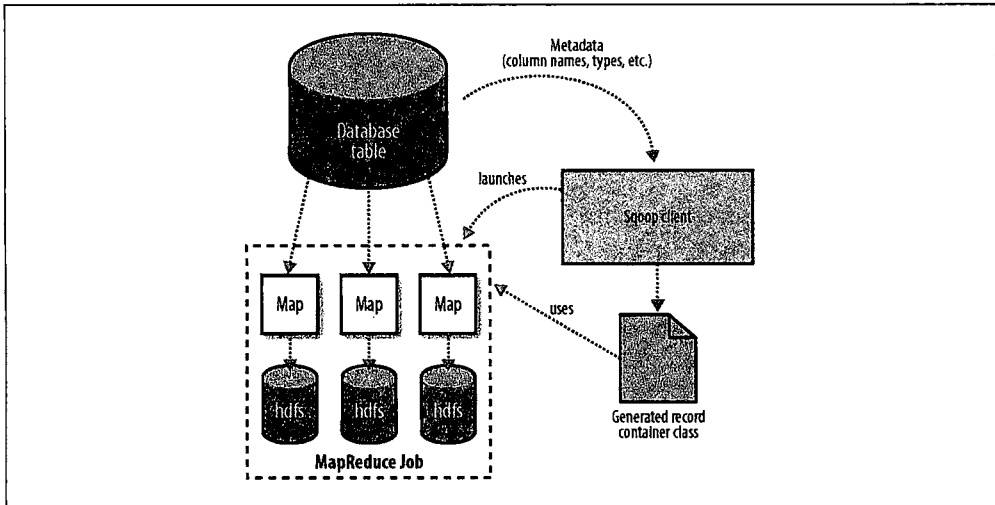 Metadata
(column names, types, etc.)
Database
table
launches
Sqoop client
Map
Map
Map
uses
hdfs
hdfs
hdfs
Generated record
container class
MapReduce Job